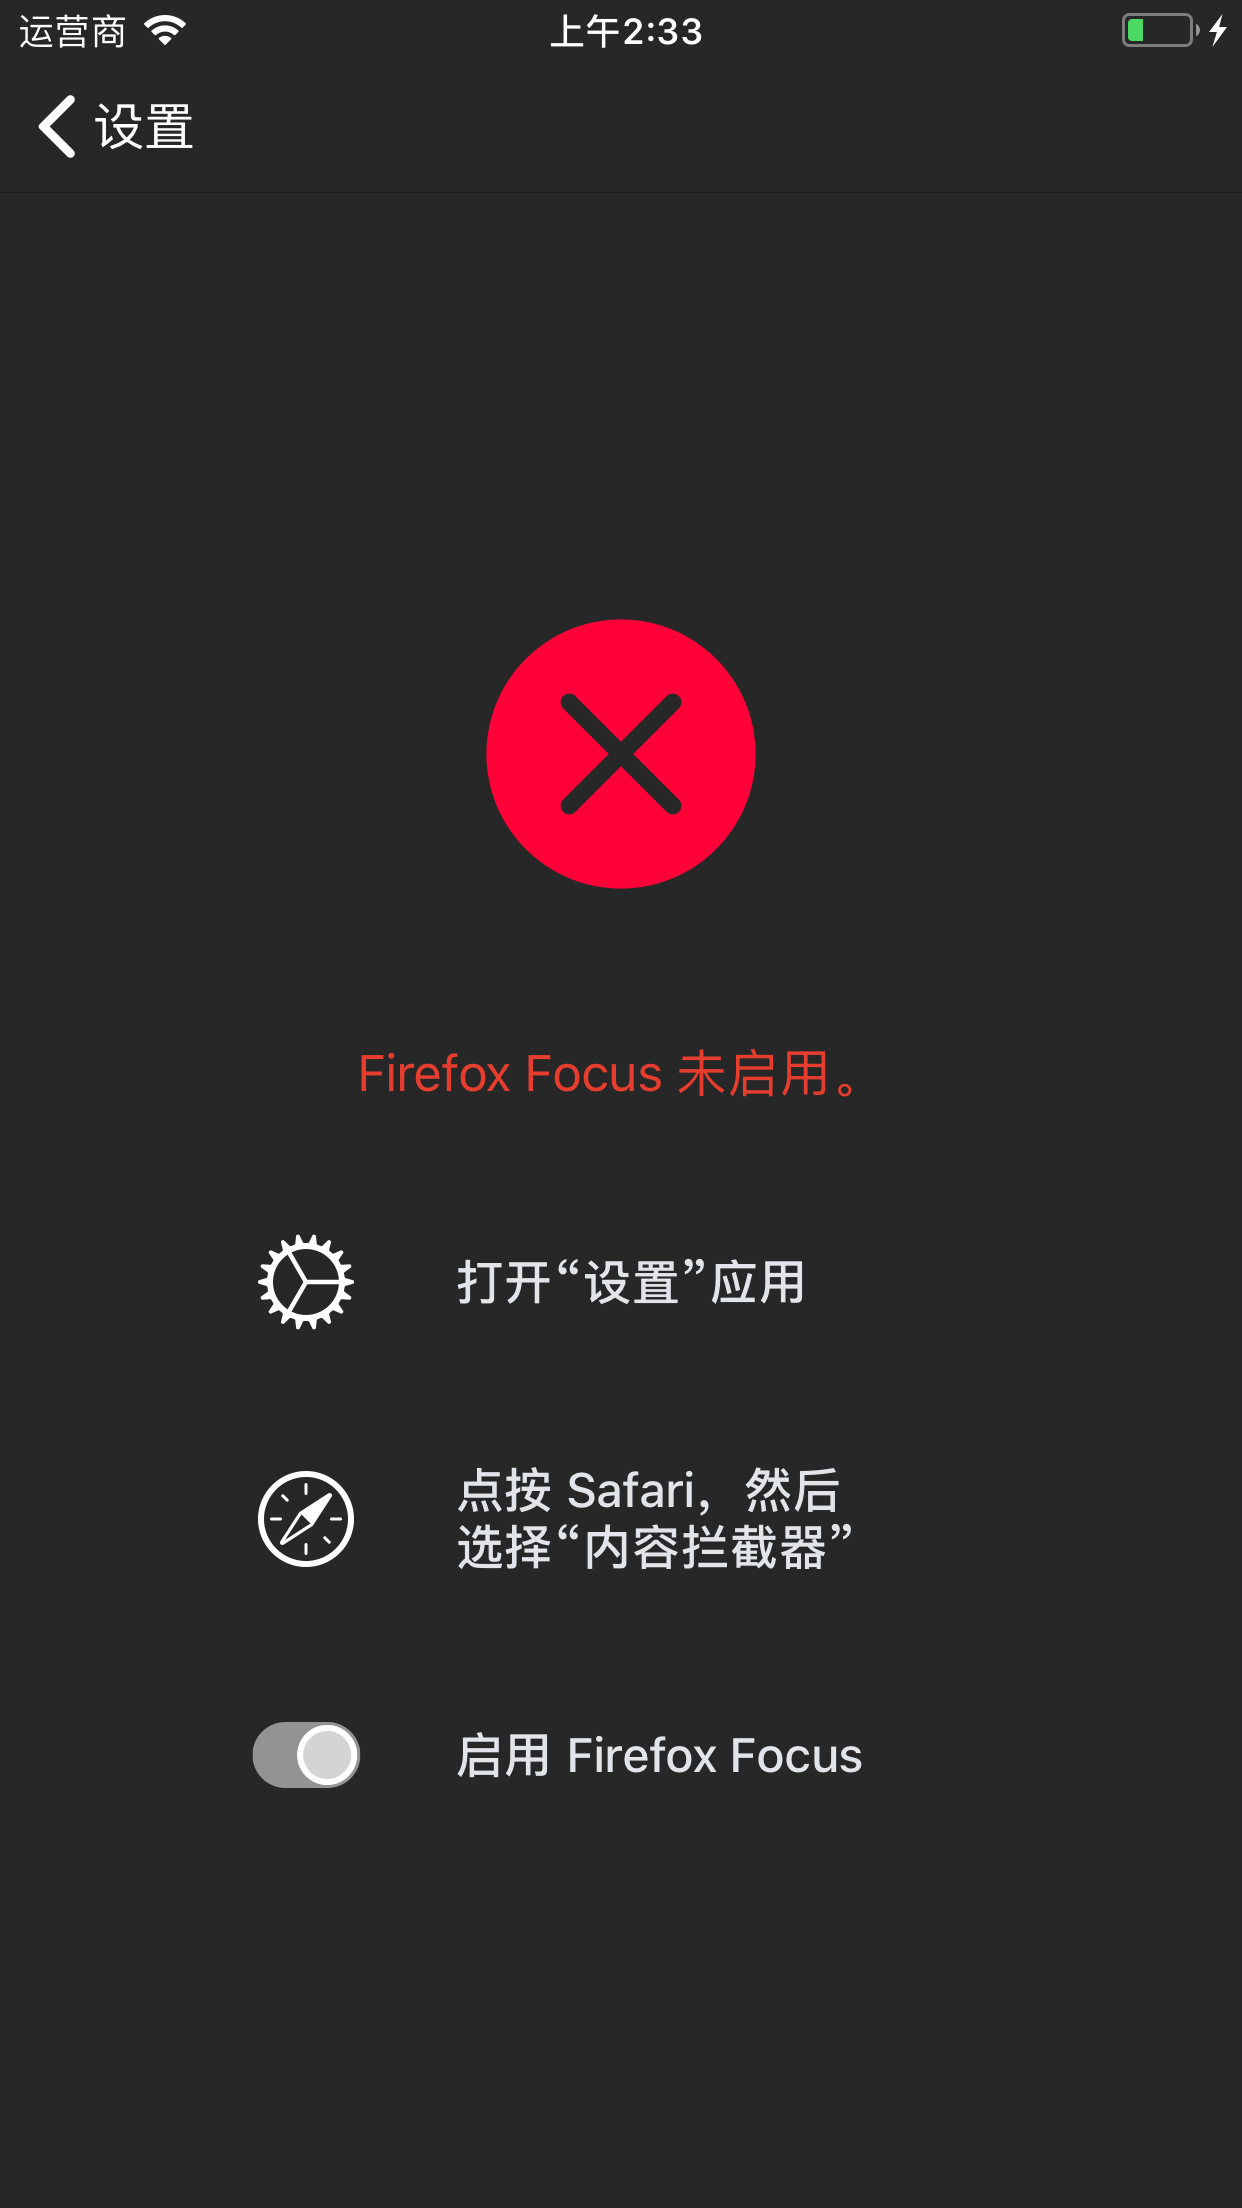 运营商
上午2:33
设置
Firefox Focus 未启用。
打开“设置”应用
点按 Safari，然后
选择“内容拦截器”
启用 Firefox Focus